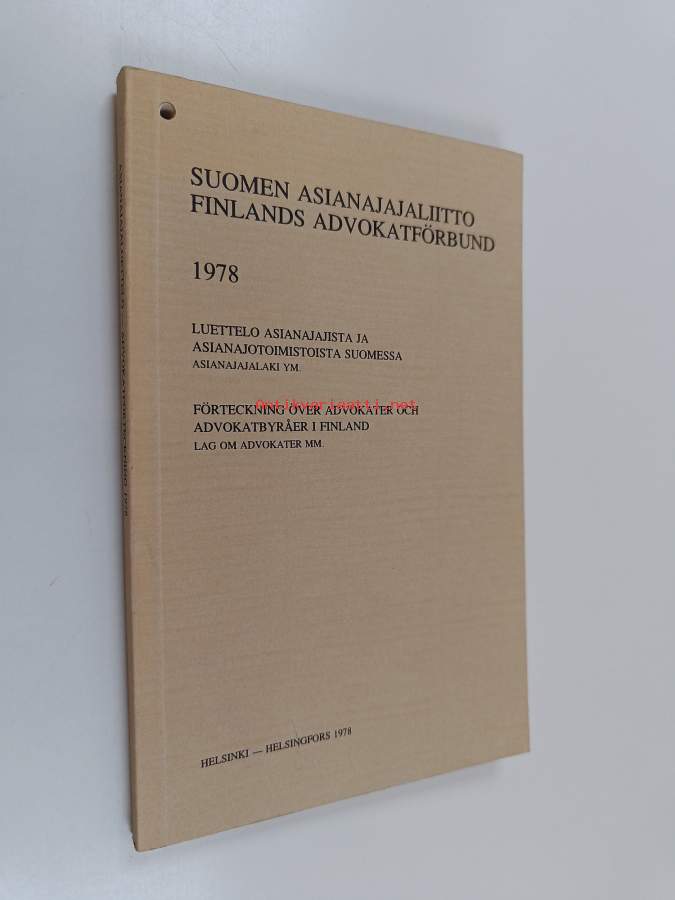 SUOMEN ASIANAJAJALIITTO
FINLANDS ADVOKATFÖRBUND
1978
LUETTELO ASIANAJAJISTA JA
ASIANAJOTOIMISTOISTA SUOMESSA
ASIANAJAJALAKI YM.
antikvariaatti.net
FÖRTECKNING ÖVER ADVOKATER OCH
ADVOKATBYRÅER I FINLAND
LAG OM ADVOKATER MM.
HELSINKI — HELSINGFORS 1978